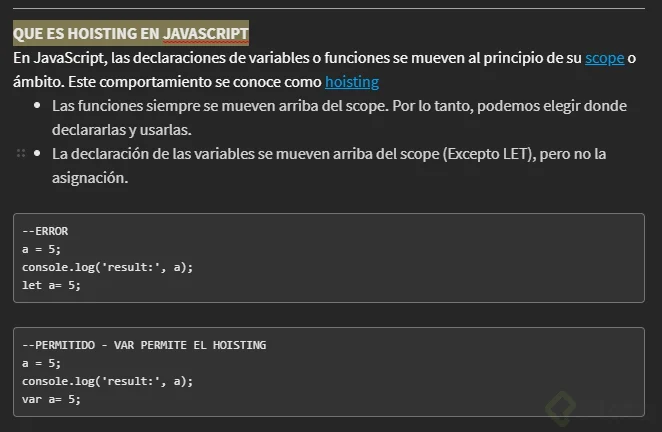 QUE ES HOISTING EN JAVASCRIPT
En JavaScript, las declaraciones de variables o funciones se mueven al principio de su scope o
ámbito. Este comportamiento se conoce como hoisting
• Las funciones siempre se mueven arriba del scope. Por lo tanto, podemos elegir donde
declararlas y usarlas.
• La declaración de las variables se mueven arriba del scope (Excepto LET), pero no la
asignación.
--ERROR
a = 5;
console.log('result:', a);
let a= 5;
--PERMITIDO - VAR PERMITE EL HOISTING
a = 5;
console.log('result:', a);
var a= 5;